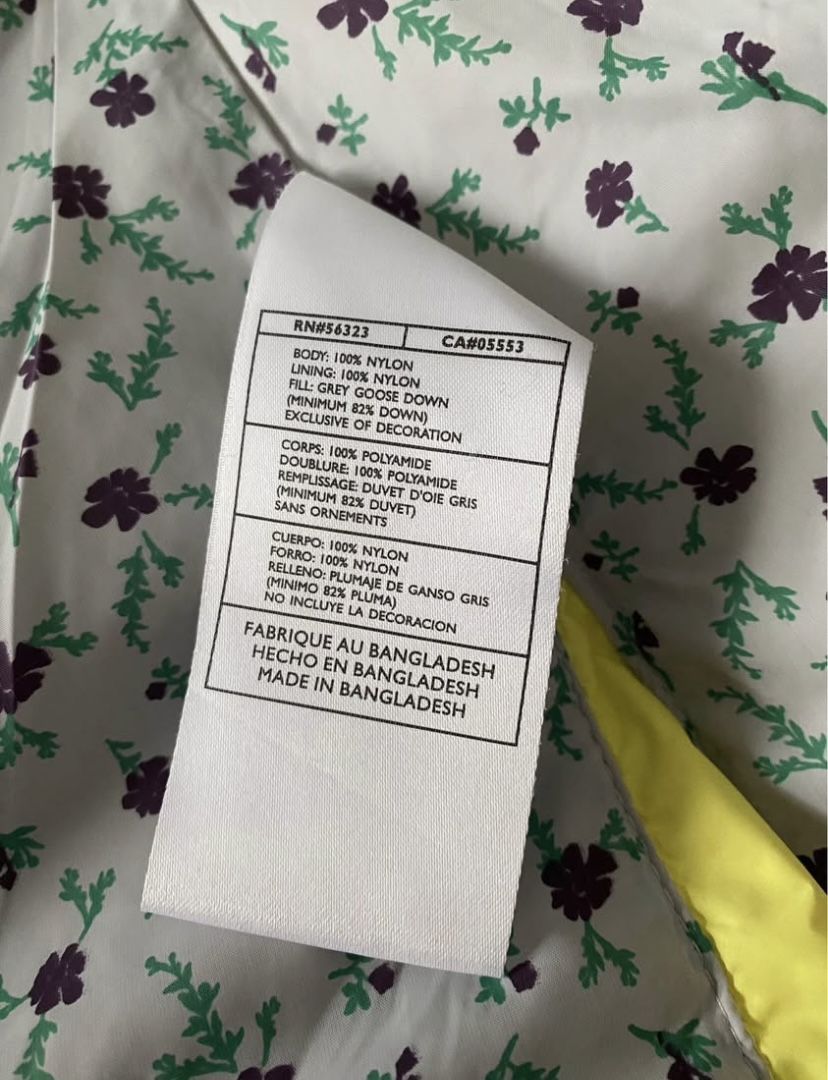 RN#56323 CA#05553
BODY: 100% NYLON
LINING: 100% NYLON
FILL: GREY GOOSE DOWN
(MINIMUM 82% DOWN)
EXCLUSIVE OF DECORATION
CORPS: 100% POLYAMIDE
DOUBLURE: 100% POLYAMIDE
REMPLISSAGE: DUVET D'OIE GRIS
(MINIMUM 82% DUVET)
SANS ORNEMENTS
CUERPO: 100% NYLON
FORRO: 100% NYLON
RELLENO: PLUMAJE DE GANSO GRIS
(MINIMO 82% PLUMA)
NO INCLUYE LA DECORACION
FABRIQUE AU BANGLADESH
HECHO EN BANGLADESH
MADE IN BANGLADESH